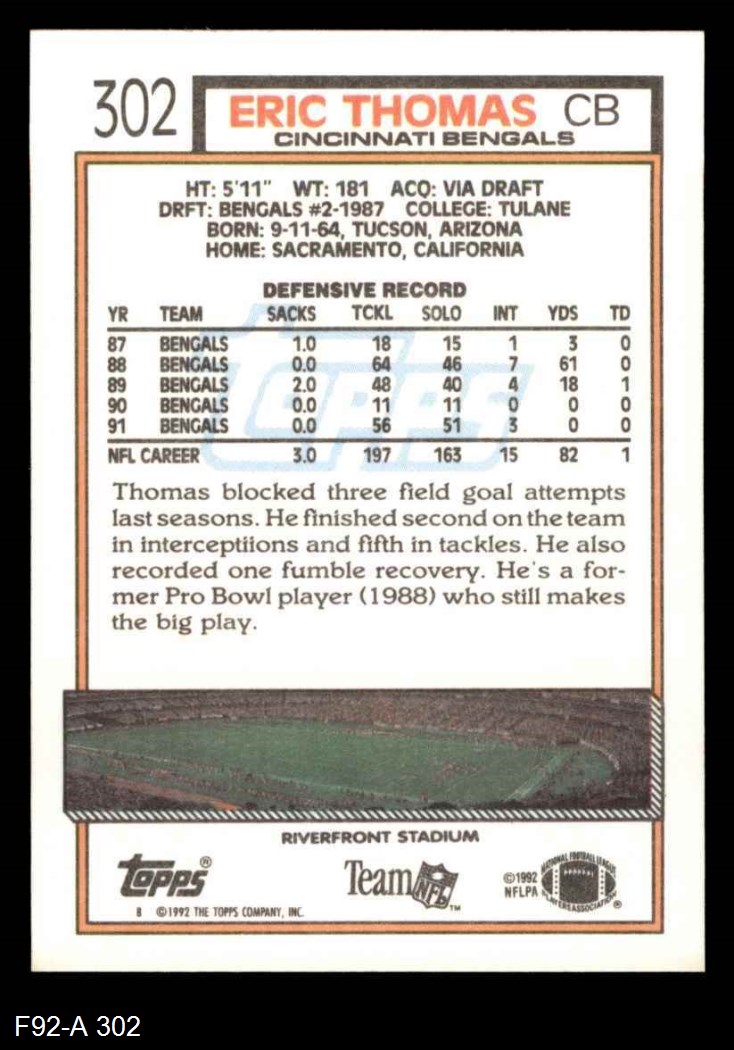 302 ERIC THOMAS CB
CINCINNATI BENGALS
HT: 5'11" WT: 181 ACQ: VIA DRAFT
DRFT: BENGALS #2-1987 COLLEGE: TULANE
BORN: 9-11-64, TUCSON, ARIZONA
HOME: SACRAMENTO, CALIFORNIA
DEFENSIVE RECORD
YR TEAM SACKS TCKL SOLO INT YDS TD
87 BENGALS 1.0 18 15 1 3 0
88 BENGALS 0.0 64 46 7 61 0
89 BENGALS 2.0 48 40 4 18 1
90 BENGALS 0.0 11 11 0 0 0
91 BENGALS 0.0 56 51 3 0 0
NFL CAREER 3.0 197 163 15 82 1
TOPPS
Thomas blocked three field goal attempts
last seasons. He finished second on the team
in interceptiions and fifth in tackles. He also
recorded one fumble recovery. He's a for-
mer Pro Bowl player (1988) who still makes
the big play.
RIVERFRONT STADIUM
TOPPS®
Team NFL™
©1992
NFLPA
NATIONAL FOOTBALL LEAGUE
PLAYERS ASSOCIATION®
8 ©1992 THE TOPPS COMPANY, INC.
F92-A 302